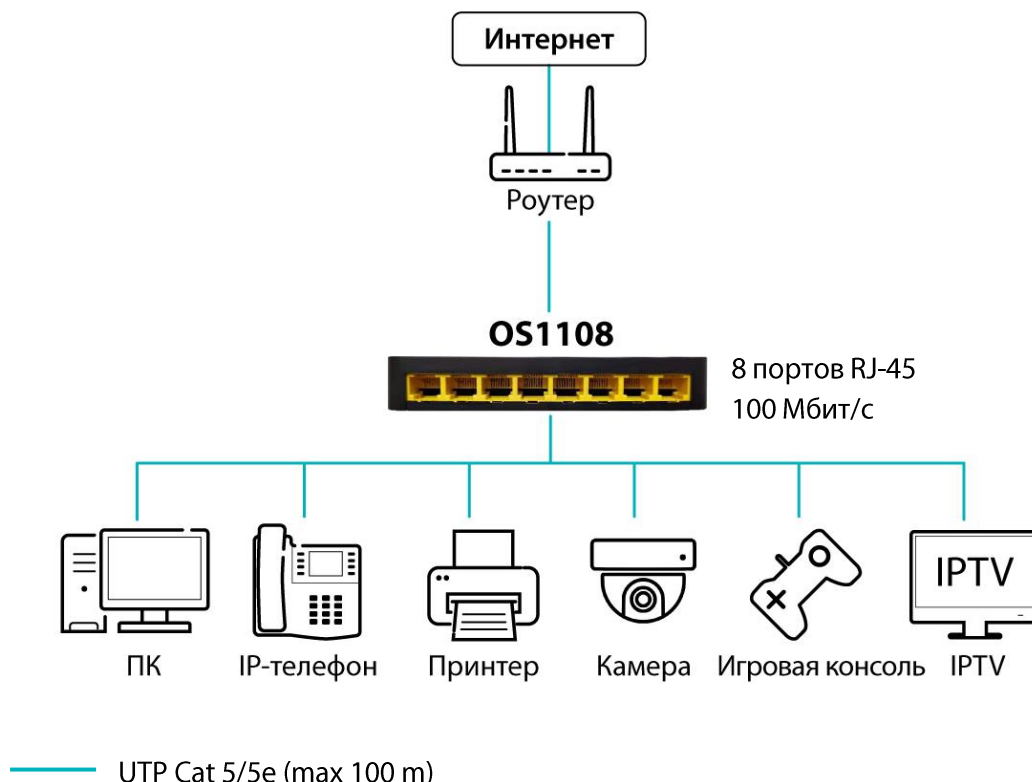 Интернет
Роутер
OS1108
8 портов RJ-45
100 Мбит/с
IPTV
ПК
IP-телефон
Принтер
Камера
Игровая консоль
IPTV
UTP Cat 5/5e (max 100 m)